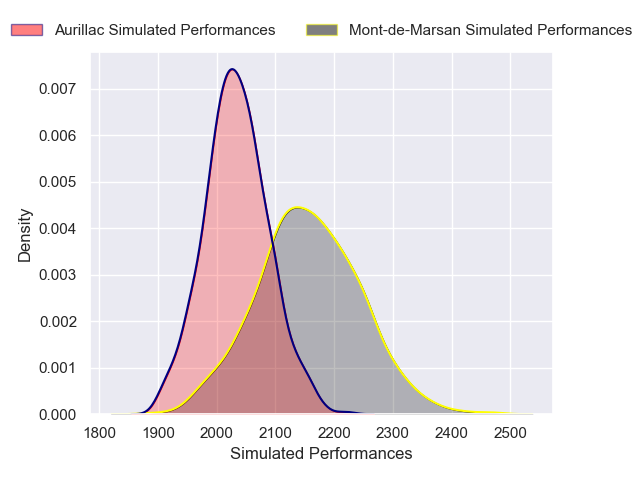 Aurillac Simulated Performances
Mont-de-Marsan Simulated Performances
0.007
0.006
0.005
0.004
0.003
0.002
0.001
0.000
Density
1800 1900 2000 2100 2200 2300 2400 2500
Simulated Performances